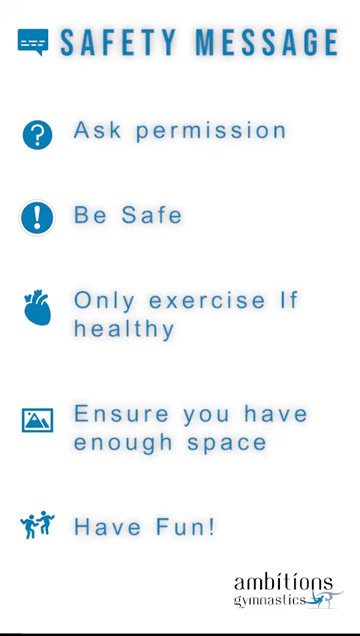 SAFETY MESSAGE
Ask permission
Be Safe
Only exercise If
healthy
Ensure you have
enough space
Have Fun!
ambitions
gymnastics